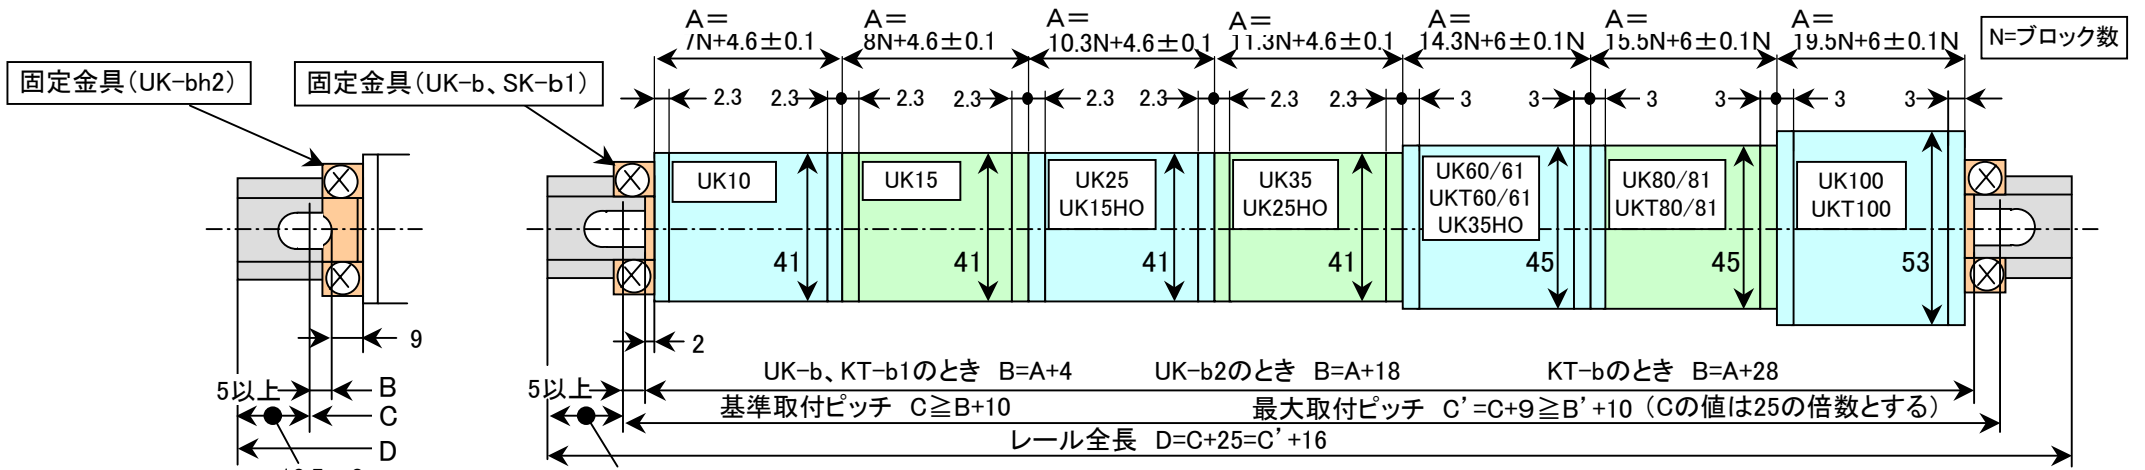 A=
7N+4.6±0.1
A=
8N+4.6±0.1
A=
10.3N+4.6±0.1
A=
11.3N+4.6±0.1
A=
14.3N+6±0.1N
A=
15.5N+6±0.1N
A=
19.5N+6±0.1N
N=ブロック数
固定金具(UK-bh2)
固定金具(UK-b、SK-b1)
2.3 2.3 2.3 2.3 2.3 2.3 2.3 2.3 3 3 3 3 3 3
UK10
UK15
UK25
UK15HO
UK35
UK25HO
UK60/61
UKT60/61
UK35HO
UK80/81
UKT80/81
UK100
UKT100
41 41 41 41 45 45 53
9
2
UK-b、KT-b1のとき B=A+4 UK-b2のとき B=A+18 KT-bのとき B=A+28
5以上 B
5以上
基準取付ピッチ C≧B+10 最大取付ピッチ C'=C+9≧B'+10 (Cの値は25の倍数とする)
C
レール全長 D=C+25=C'+16
D